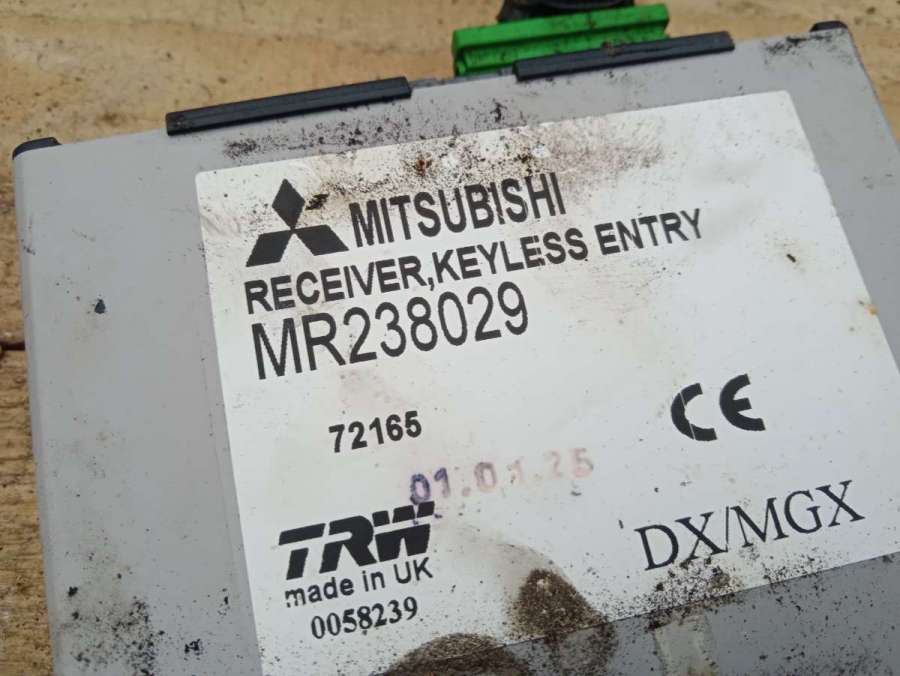 MITSUBISHI
RECEIVER,KEYLESS ENTRY
MR238029
72165
CE
01.01.25
TRW
made in UK
0058239
DX/MGX